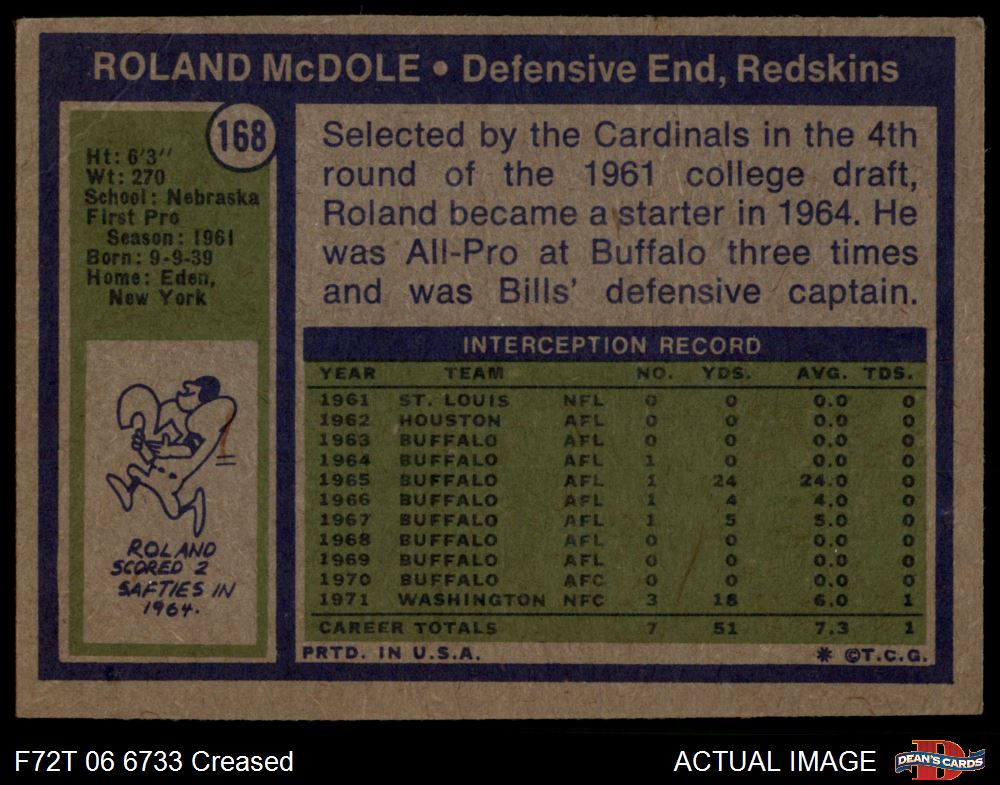 ROLAND McDOLE • Defensive End, Redskins
168
Ht: 6'3"
Wt: 270
School: Nebraska
First Pro
Season: 1961
Born: 9-9-39
Home: Eden,
New York
Selected by the Cardinals in the 4th
round of the 1961 college draft,
Roland became a starter in 1964. He
was All-Pro at Buffalo three times
and was Bills' defensive captain.
ROLAND
SCORED 2
SAFTIES IN
1964.
INTERCEPTION RECORD
YEAR TEAM NO. YDS. AVG. TDS.
1961 ST. LOUIS NFL 0 0 0.0 0
1962 HOUSTON AFL 0 0 0.0 0
1963 BUFFALO AFL 0 0 0.0 0
1964 BUFFALO AFL 1 0 0.0 0
1965 BUFFALO AFL 1 24 24.0 0
1966 BUFFALO AFL 1 4 4.0 0
1967 BUFFALO AFL 1 5 5.0 0
1968 BUFFALO AFL 0 0 0.0 0
1969 BUFFALO AFL 0 0 0.0 0
1970 BUFFALO AFC 0 0 0.0 0
1971 WASHINGTON NFC 3 18 6.0 1
CAREER TOTALS 7 51 7.3 1
PRTD. IN U.S.A. * ©T.C.G.
F72T 06 6733 Creased
ACTUAL IMAGE
D
DEAN'S CARDS